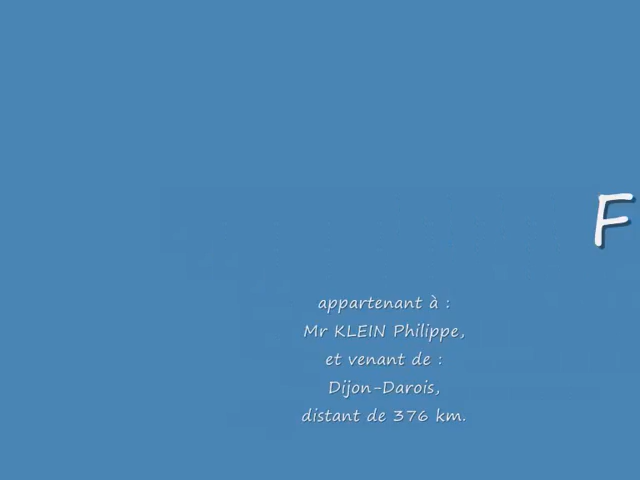 F
appartenant à :
Mr KLEIN Philippe,
et venant de :
Dijon-Darois,
distant de 376 km.